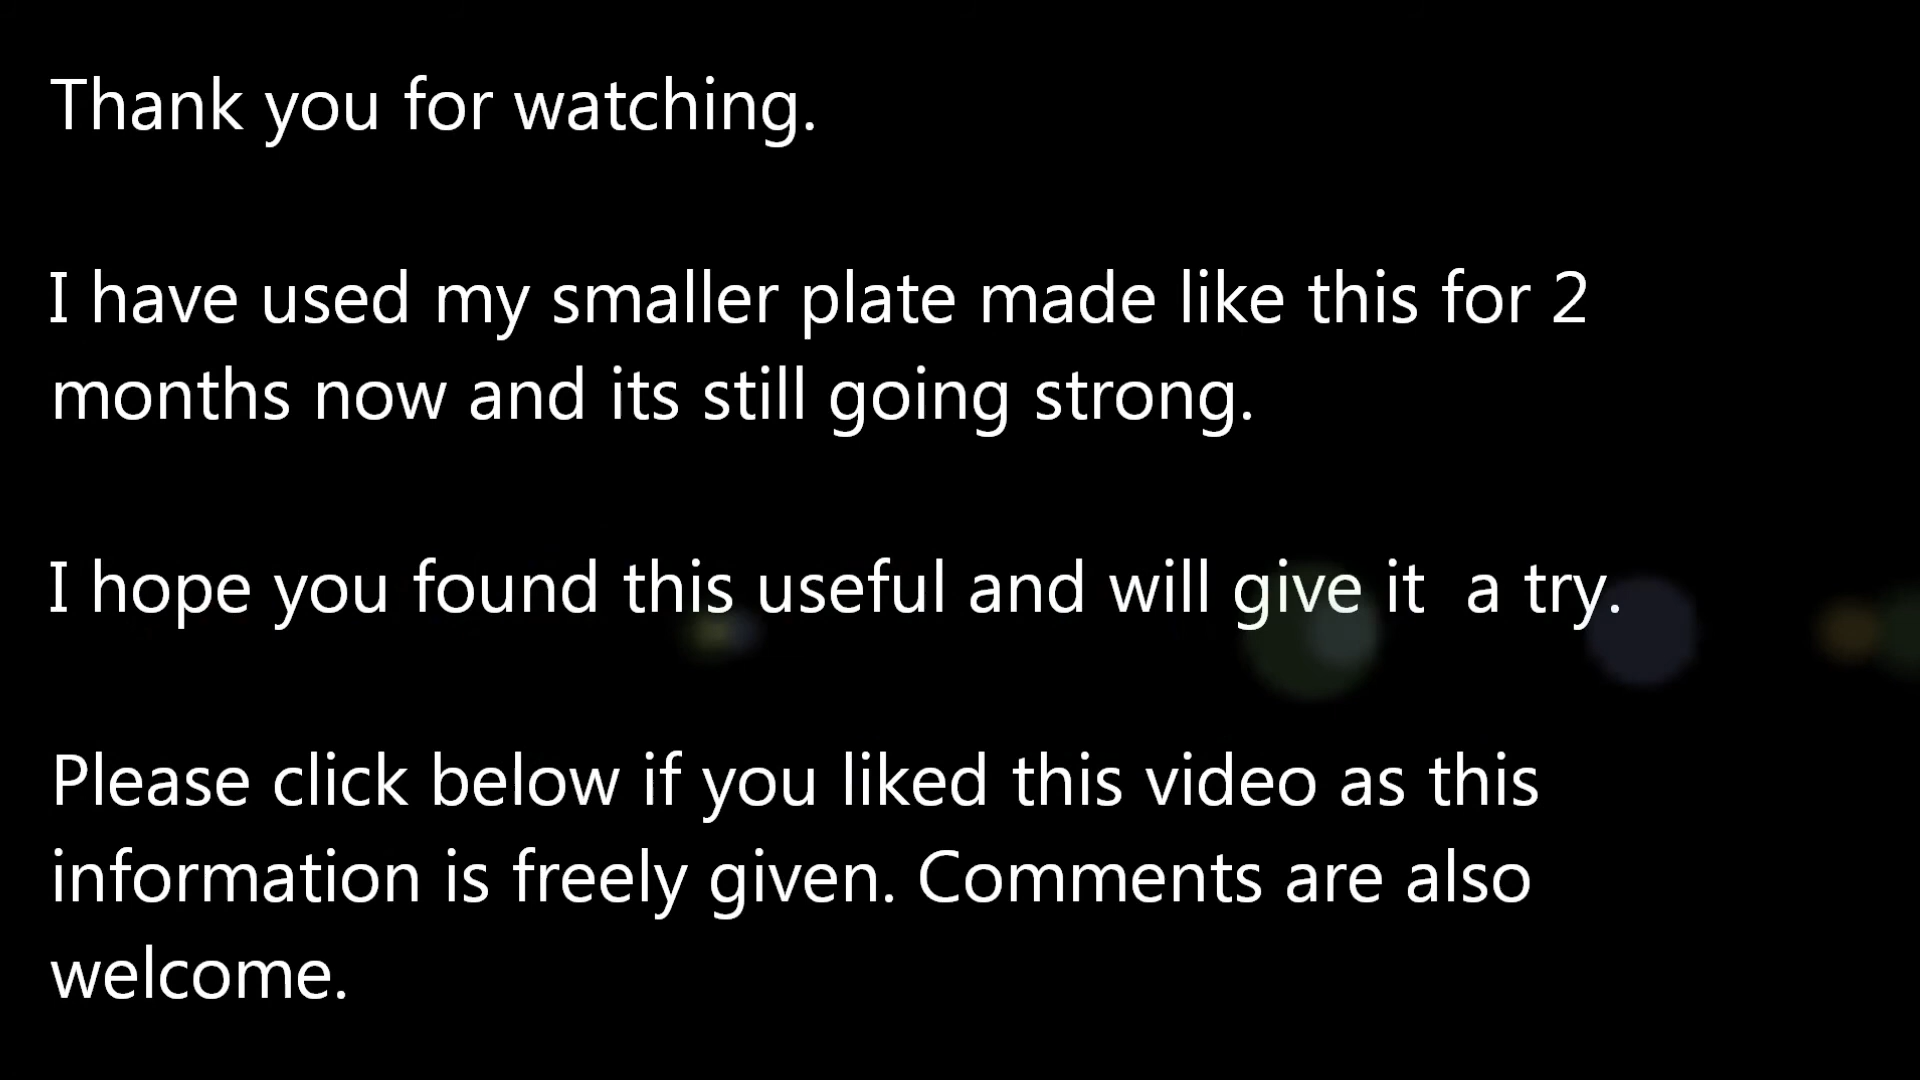 Thank you for watching.
I have used my smaller plate made like this for 2
months now and its still going strong.
I hope you found this useful and will give it  a try.
Please click below if you liked this video as this
information is freely given. Comments are also
welcome.